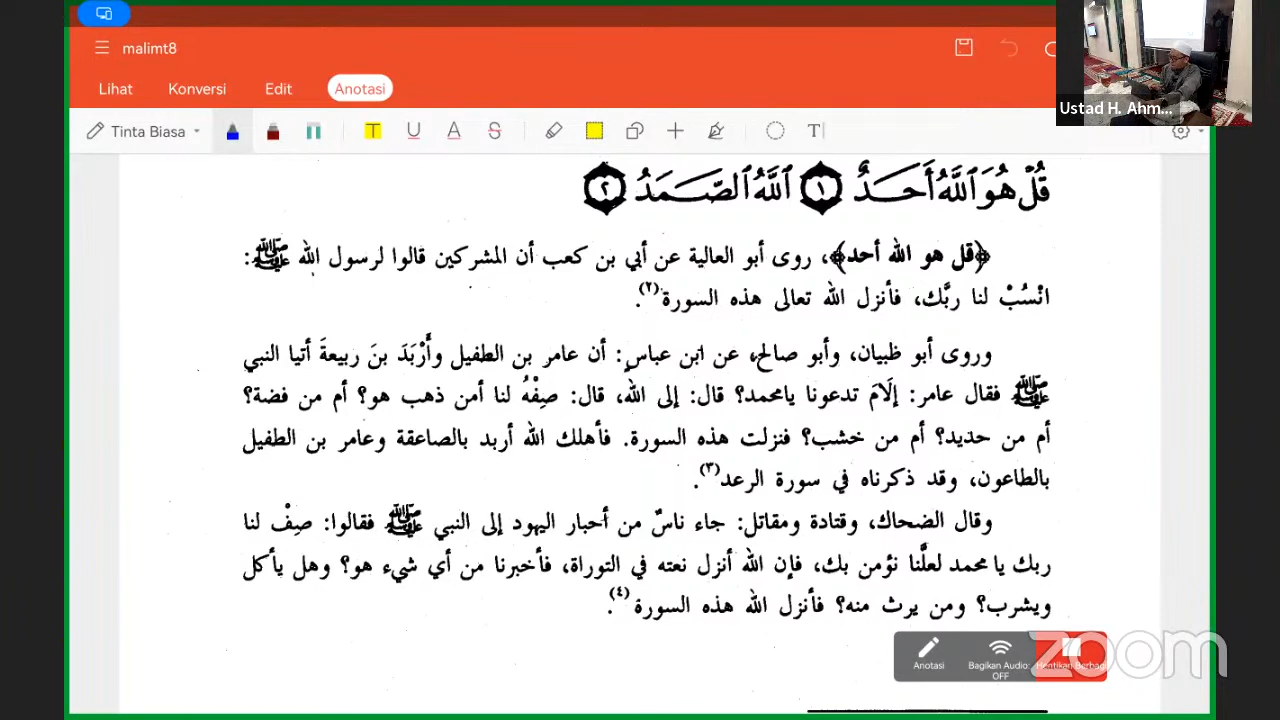 malimt8
Lihat Konversi Edit Anotasi
Tinta Biasa
Ustad H. Ahm...
قُلْ هُوَ ٱللَّهُ أَحَدٌ ١ ٱللَّهُ ٱلصَّمَدُ ٢
﴿قل هو الله أحد﴾، روى أبو العالية عن أبي بن كعب أن المشركين قالوا لرسول الله ﷺ:
انْسُبْ لنا ربَّك، فأنزل الله تعالى هذه السورة(٢).
وروى أبو ظبيان، وأبو صالح، عن ابن عباس: أن عامر بن الطفيل وأَرْبَدَ بنَ ربيعةَ أتيا النبي
ﷺ فقال عامر: إلَامَ تدعونا يامحمد؟ قال: إلى الله، قال: صِفْهُ لنا أمن ذهب هو؟ أم من فضة؟
أم من حديد؟ أم من خشب؟ فنزلت هذه السورة. فأهلك الله أربد بالصاعقة وعامر بن الطفيل
بالطاعون، وقد ذكرناه في سورة الرعد(٣).
وقال الضحاك، وقتادة ومقاتل: جاء ناسٌ من أحبار اليهود إلى النبي ﷺ فقالوا: صِفْ لنا
ربك يا محمد لعلَّنا نؤمن بك، فإن الله أنزل نعته في التوراة، فأخبرنا من أي شيء هو؟ وهل يأكل
ويشرب؟ ومن يرث منه؟ فأنزل الله هذه السورة(٤).
Anotasi
Bagikan Audio: OFF
Hentikan Berbagi
zoom